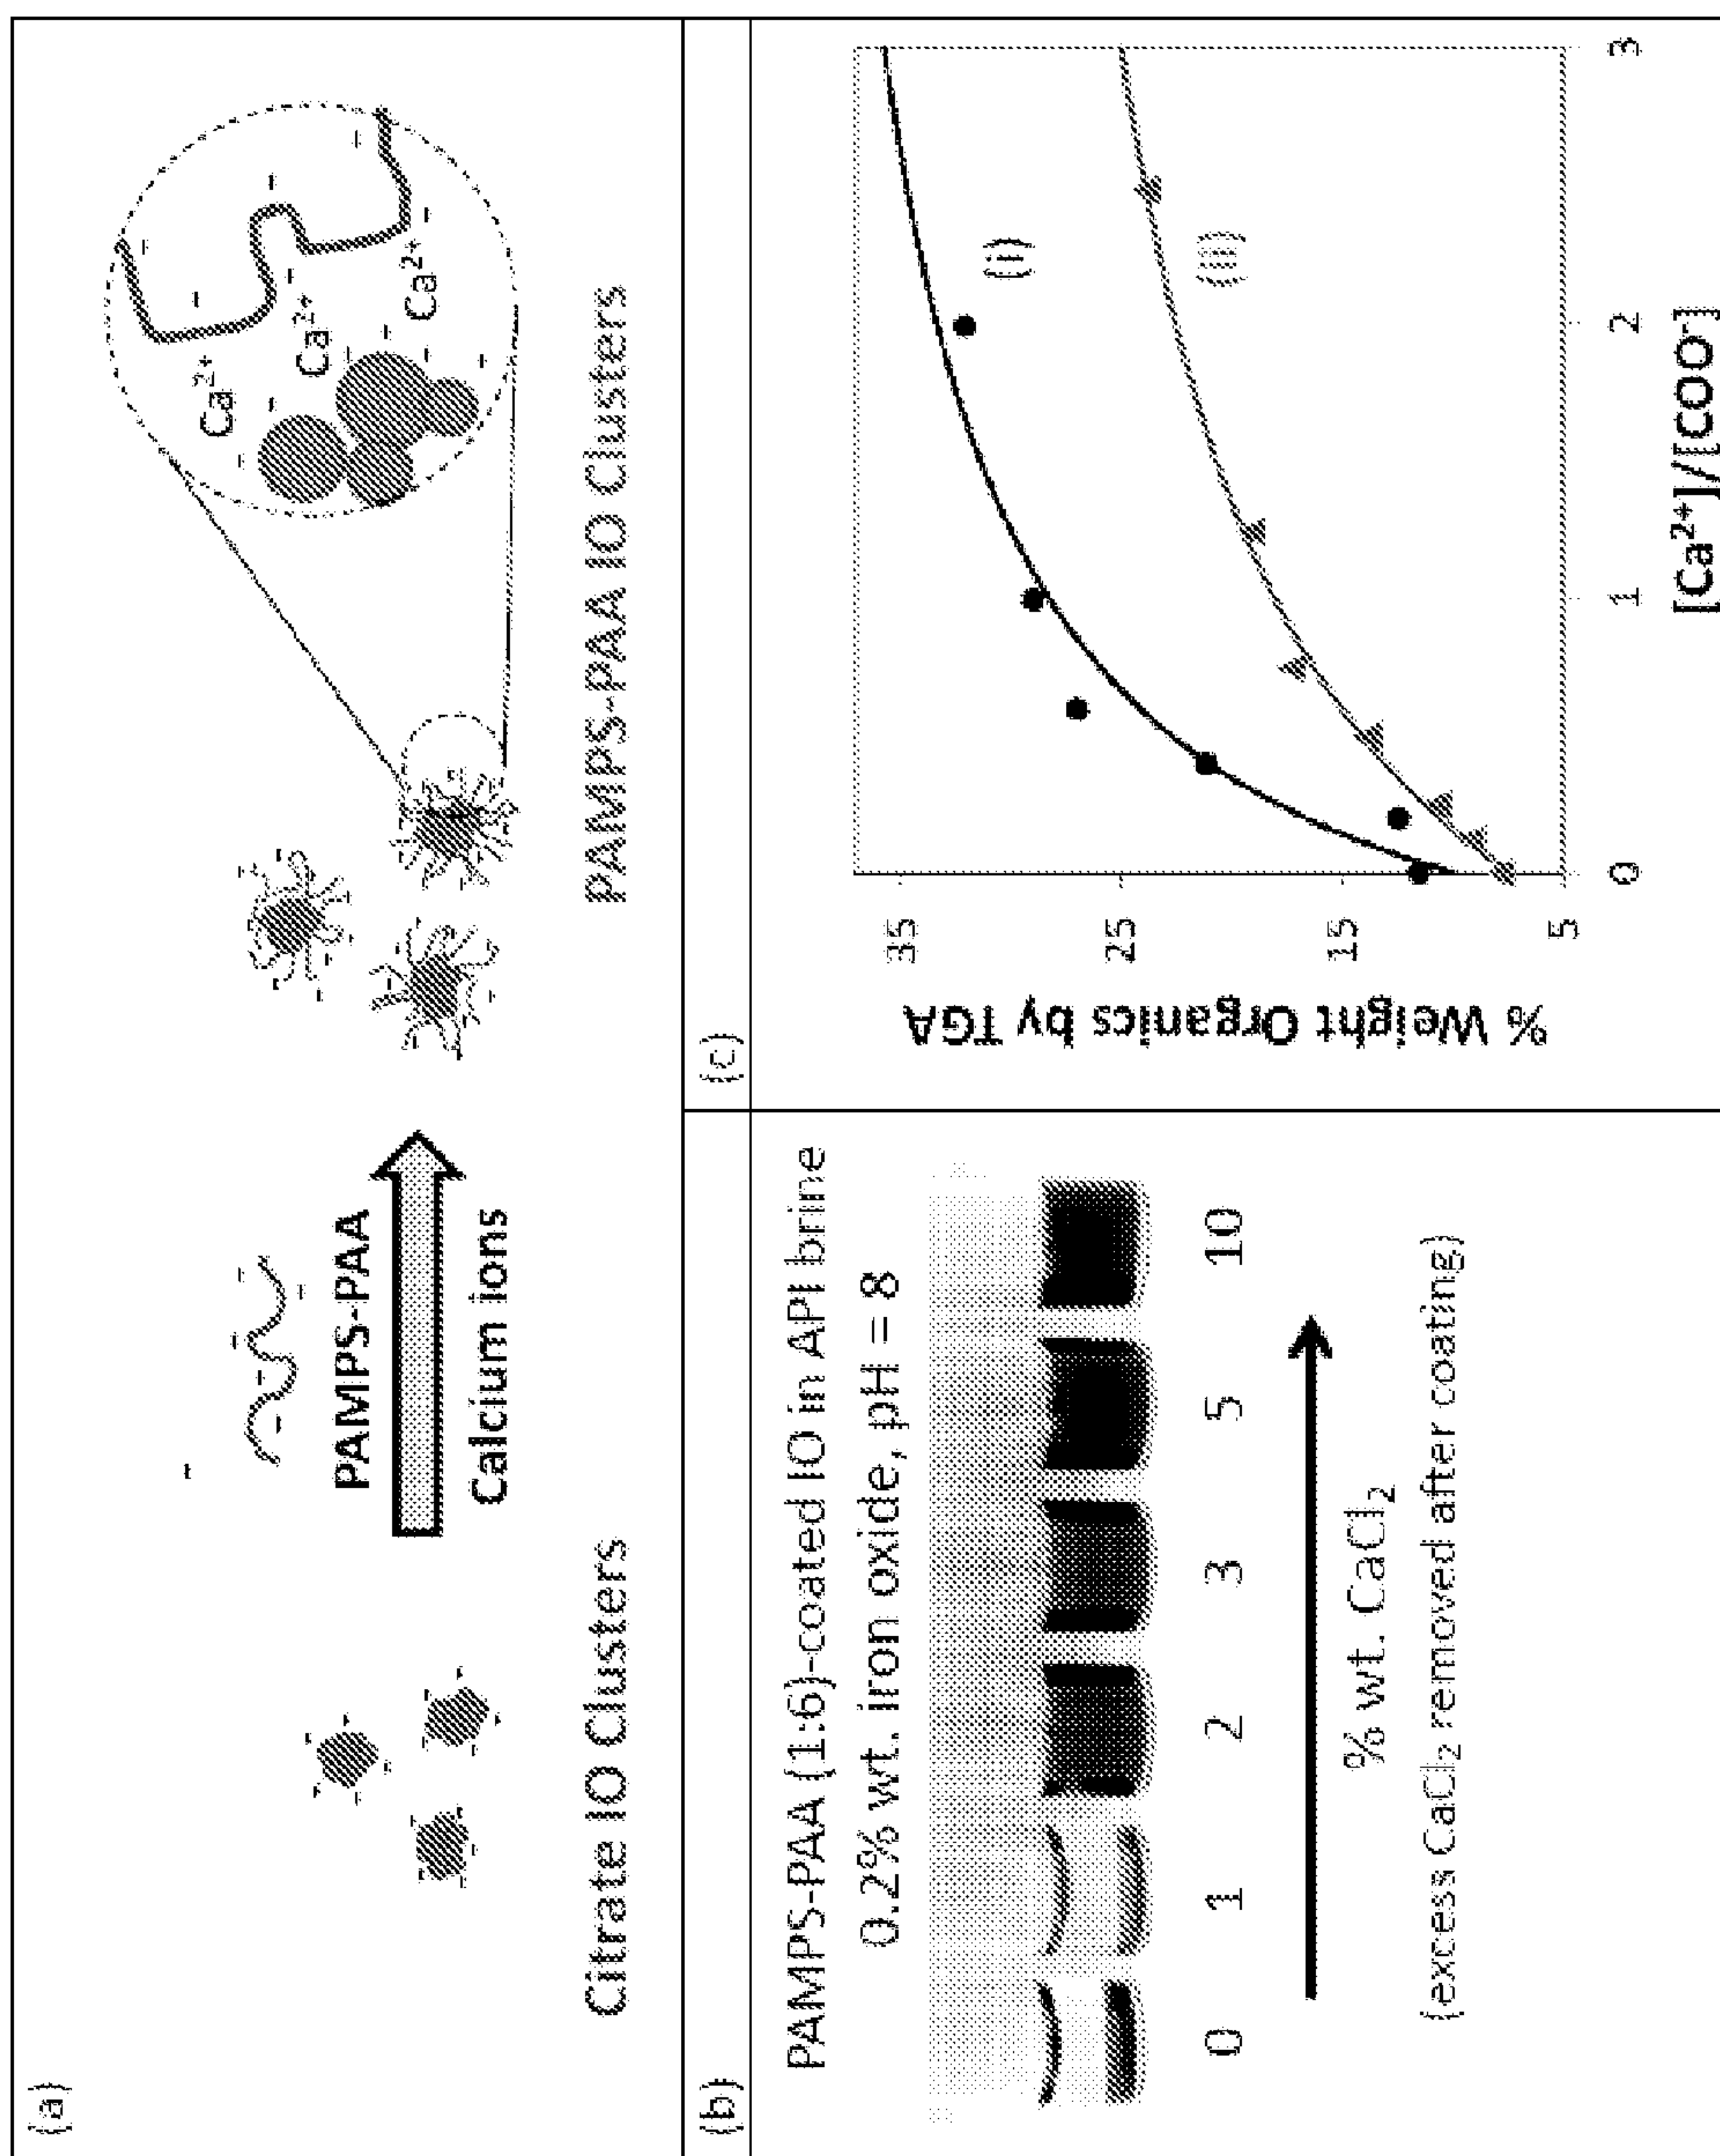 (a)
PAMPS-PAA
Calcium ions
Citrate IO Clusters
Ca²⁺
Ca²⁺
Ca²⁺
PAMPS-PAA IO Clusters
(b)
PAMPS-PAA (1:6)-coated IO in API brine
0.2% wt. iron oxide, pH = 8
0 1 2 3 5 10
% wt. CaCl₂
(excess CaCl₂ removed after coating)
(c)
% Weight Organics by TGA
35
25
15
5
(i)
(ii)
0 1 2 3
[Ca²⁺]/[COO⁻]